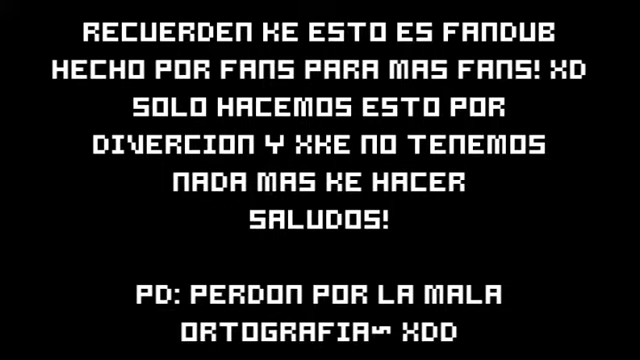 RECUERDEN KE ESTO ES FANDUB
HECHO POR FANS PARA MAS FANS! XD
SOLO HACEMOS ESTO POR
DIVERCION Y XKE NO TENEMOS
NADA MAS KE HACER
SALUDOS!
PD: PERDON POR LA MALA
ORTOGRAFIA~ XDD